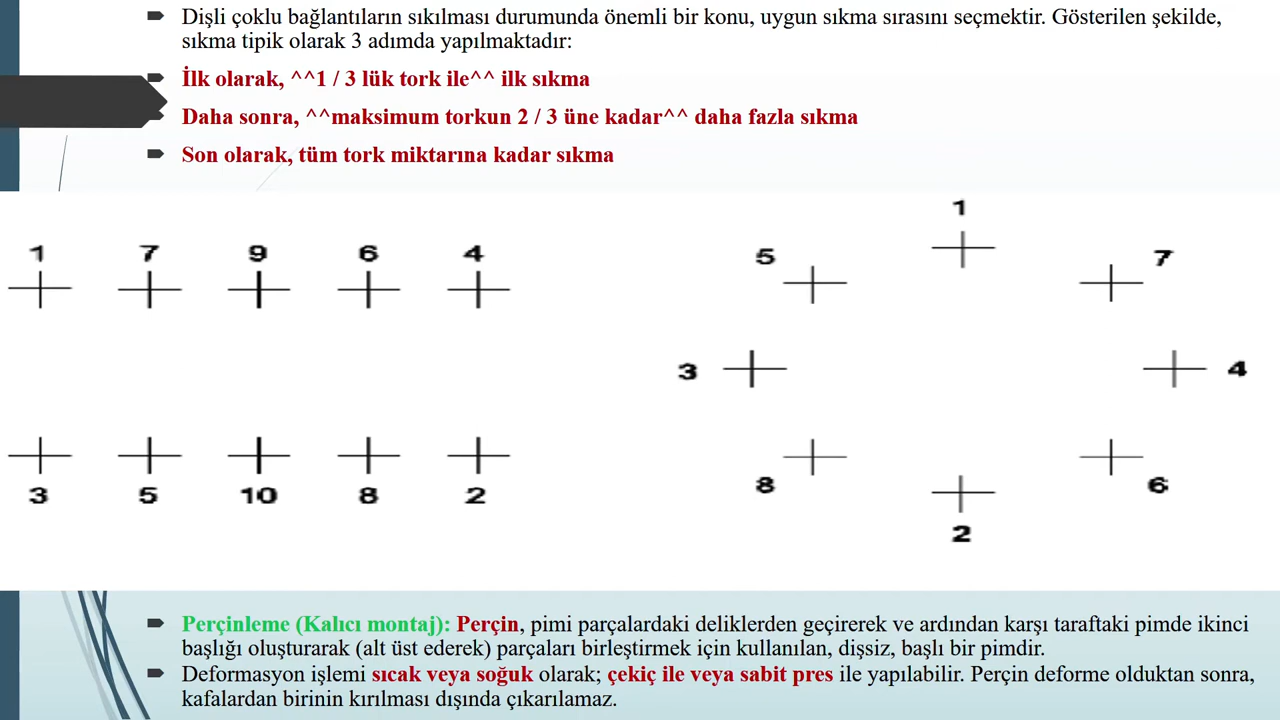 Dişli çoklu bağlantıların sıkılması durumunda önemli bir konu, uygun sıkma sırasını seçmektir. Gösterilen şekilde,
sıkma tipik olarak 3 adımda yapılmaktadır:
İlk olarak, ^^1 / 3 lük tork ile^^ ilk sıkma
Daha sonra, ^^maksimum torkun 2 / 3 üne kadar^^ daha fazla sıkma
Son olarak, tüm tork miktarına kadar sıkma
1 7 9 6 4
3 5 10 8 2
1
5 7
3 4
8 6
2
Perçinleme (Kalıcı montaj): Perçin, pimi parçalardaki deliklerden geçirerek ve ardından karşı taraftaki pimde ikinci
başlığı oluşturarak (alt üst ederek) parçaları birleştirmek için kullanılan, dişsiz, başlı bir pimdir.
Deformasyon işlemi sıcak veya soğuk olarak; çekiç ile veya sabit pres ile yapılabilir. Perçin deforme olduktan sonra,
kafalardan birinin kırılması dışında çıkarılamaz.